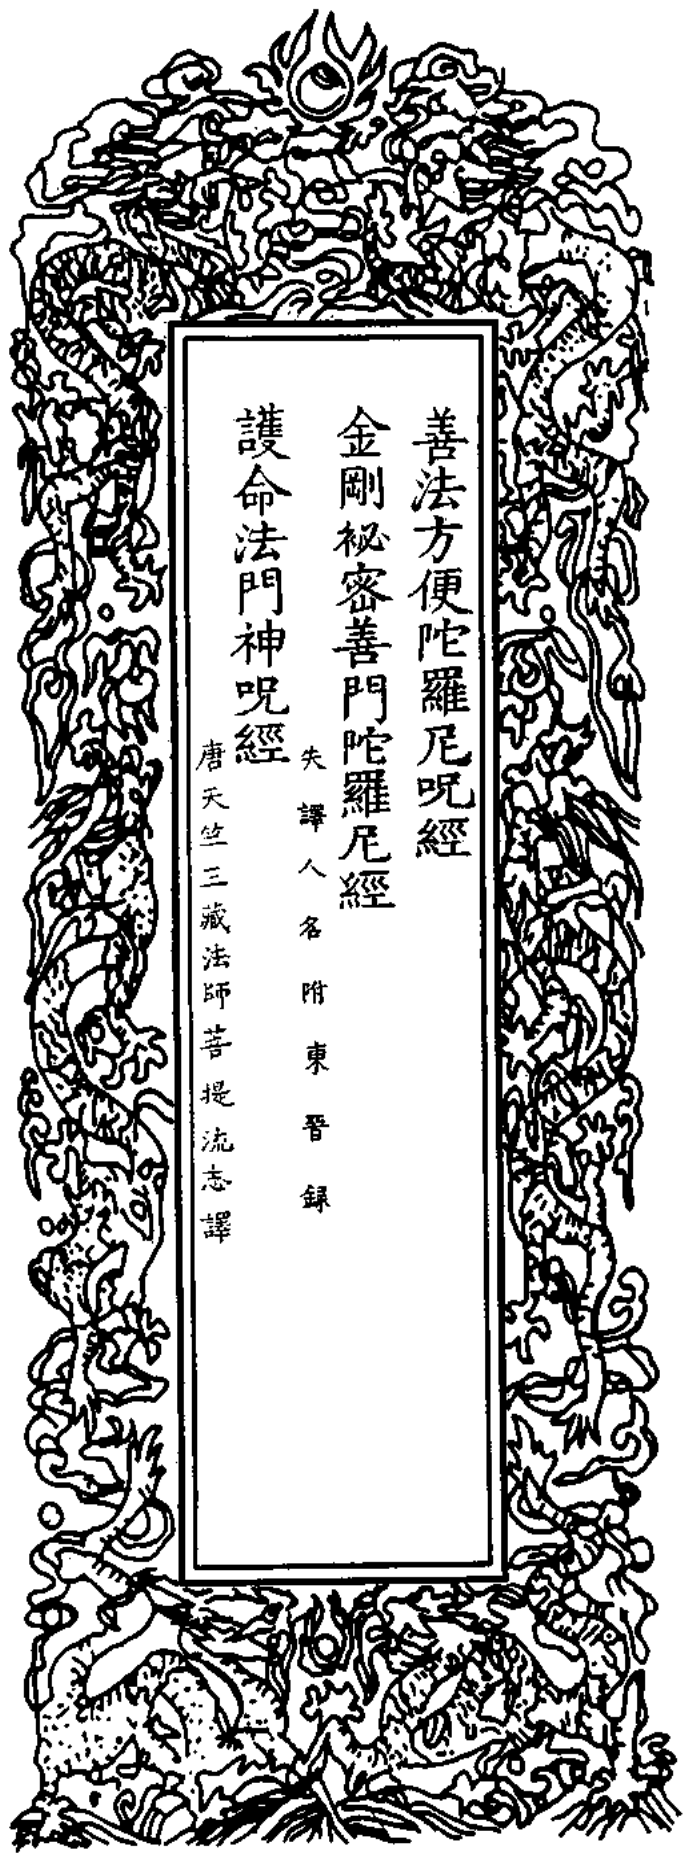 善法方便陀羅尼呪經
金剛祕密善門陀羅尼經
失譯人名附東晉錄
護命法門神呪經
唐天竺三藏法師菩提流志譯